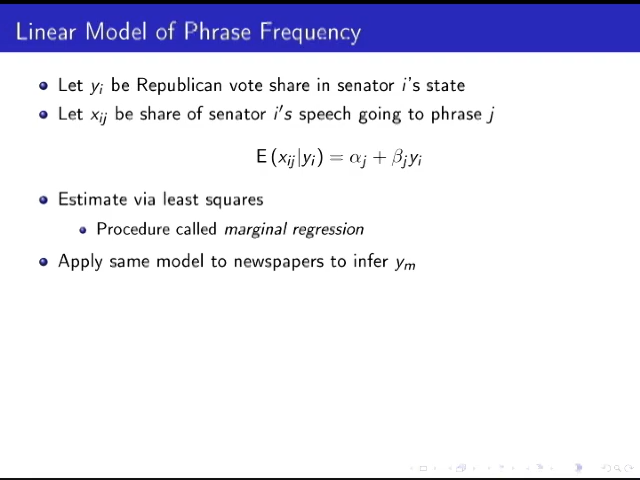 Linear Model of Phrase Frequency
Let yᵢ be Republican vote share in senator i's state
Let xᵢⱼ be share of senator i's speech going to phrase j
E (xᵢⱼ|yᵢ) = αⱼ + βⱼyᵢ
Estimate via least squares
Procedure called marginal regression
Apply same model to newspapers to infer yₘ